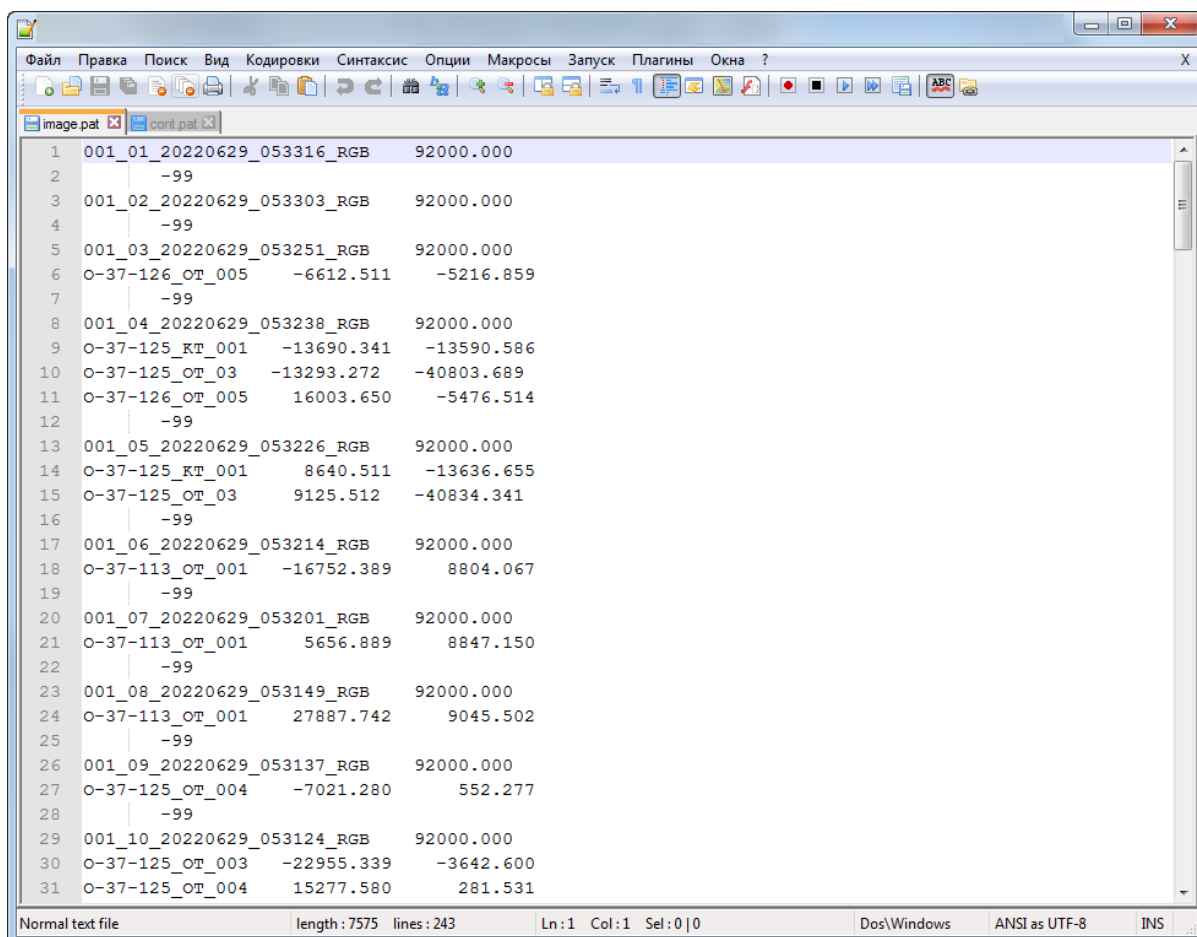 Файл Правка Поиск Вид Кодировки Синтаксис Опции Макросы Запуск Плагины Окна ? X
ABC
image.pat cont.pat
1 001_01_20220629_053316_RGB 92000.000
2 -99
3 001_02_20220629_053303_RGB 92000.000
4 -99
5 001_03_20220629_053251_RGB 92000.000
6 O-37-126_OT_005 -6612.511 -5216.859
7 -99
8 001_04_20220629_053238_RGB 92000.000
9 O-37-125_KT_001 -13690.341 -13590.586
10 O-37-125_OT_03 -13293.272 -40803.689
11 O-37-126_OT_005 16003.650 -5476.514
12 -99
13 001_05_20220629_053226_RGB 92000.000
14 O-37-125_KT_001 8640.511 -13636.655
15 O-37-125_OT_03 9125.512 -40834.341
16 -99
17 001_06_20220629_053214_RGB 92000.000
18 O-37-113_OT_001 -16752.389 8804.067
19 -99
20 001_07_20220629_053201_RGB 92000.000
21 O-37-113_OT_001 5656.889 8847.150
22 -99
23 001_08_20220629_053149_RGB 92000.000
24 O-37-113_OT_001 27887.742 9045.502
25 -99
26 001_09_20220629_053137_RGB 92000.000
27 O-37-125_OT_004 -7021.280 552.277
28 -99
29 001_10_20220629_053124_RGB 92000.000
30 O-37-125_OT_003 -22955.339 -3642.600
31 O-37-125_OT_004 15277.580 281.531
Normal text file length : 7575 lines : 243 Ln : 1 Col : 1 Sel : 0 | 0 Dos\Windows ANSI as UTF-8 INS